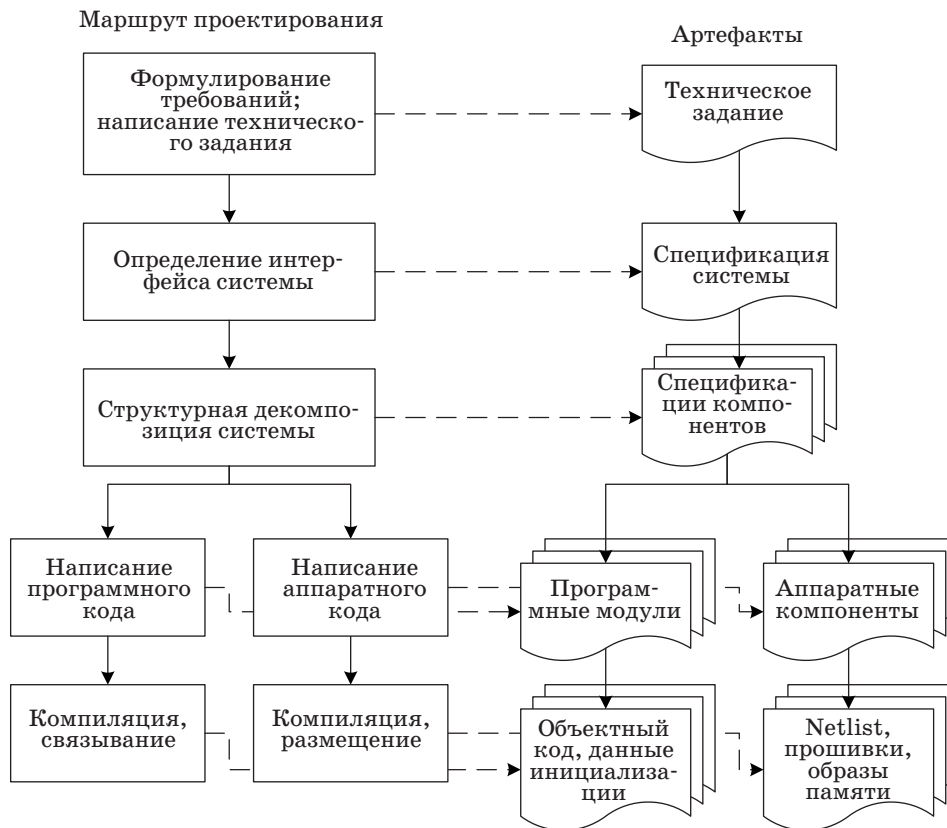 Маршрут проектирования
Артефакты
Формулирование
требований;
написание техническо-
го задания
Техническое
задание
Определение интер-
фейса системы
Спецификация
системы
Структурная декомпо-
зиция системы
Специфика-
ции компо-
нентов
Написание
программного
кода
Написание
аппаратного
кода
Програм-
мные модули
Аппаратные
компоненты
Компиляция,
связывание
Компиляция,
размещение
Объектный
код, данные
инициализа-
ции
Netlist,
прошивки,
образы
памяти